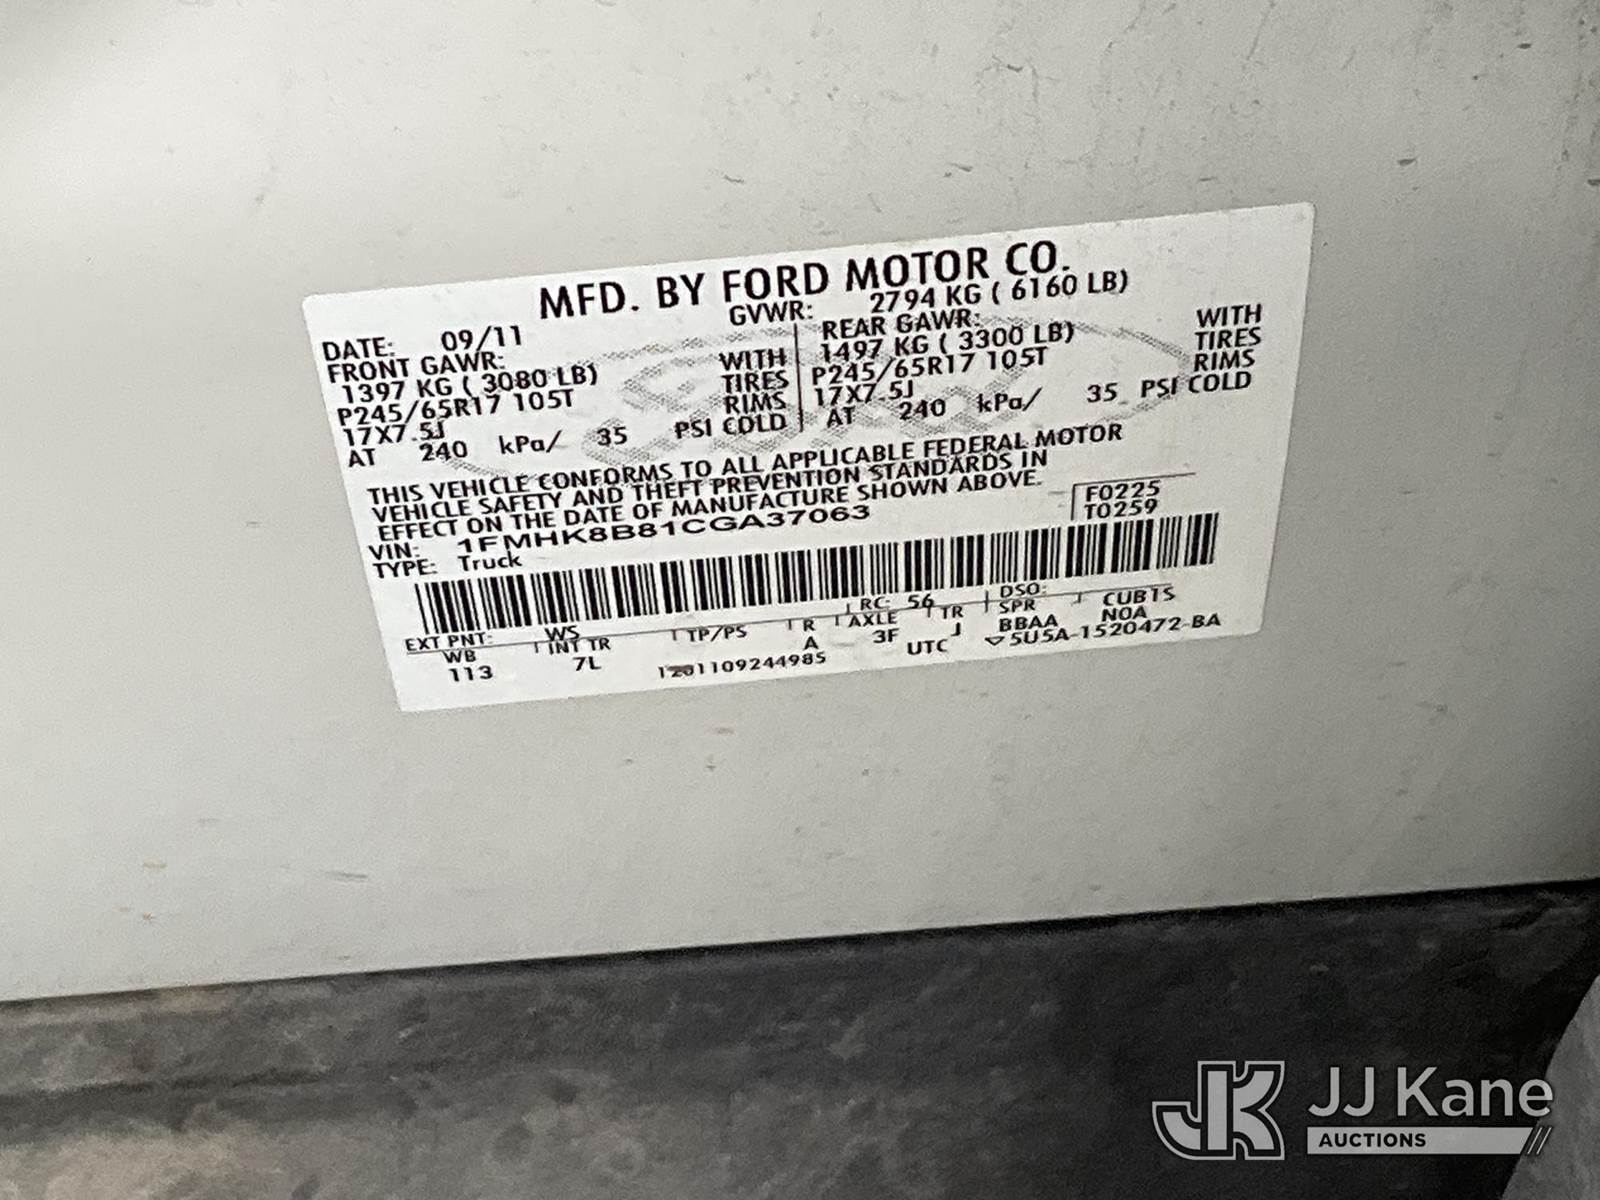 MFD. BY FORD MOTOR CO.
DATE: 09/11 GVWR: 2794 KG ( 6160 LB)
FRONT GAWR: REAR GAWR:
1397 KG ( 3080 LB) WITH 1497 KG ( 3300 LB) WITH
P245/65R17 105T TIRES P245/65R17 105T TIRES
17X7.5J RIMS 17X7.5J RIMS
AT 240 kPa/ 35 PSI COLD AT 240 kPa/ 35 PSI COLD
THIS VEHICLE CONFORMS TO ALL APPLICABLE FEDERAL MOTOR
VEHICLE SAFETY AND THEFT PREVENTION STANDARDS IN
EFFECT ON THE DATE OF MANUFACTURE SHOWN ABOVE.
F0225
T0259
VIN: 1FMHK8B81CGA37063
TYPE: Truck
EXT PNT: WS RC: 56 DSO:
WB INT TR TP/PS R AXLE TR SPR CUB1S
113 7L A 3F J BBAA N0A
1201109244985 UTC 5U5A-1520472-BA
JK JJ Kane
AUCTIONS